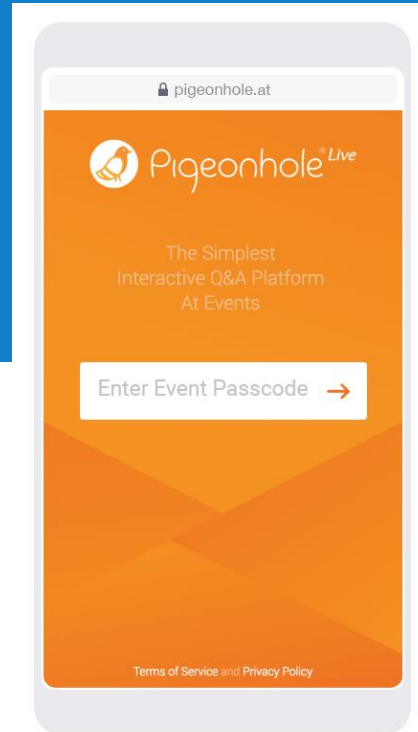 pigeonhole.at
Pigeonhole® Live
The Simplest
Interactive Q&A Platform
At Events
Enter Event Passcode →
Terms of Service and Privacy Policy